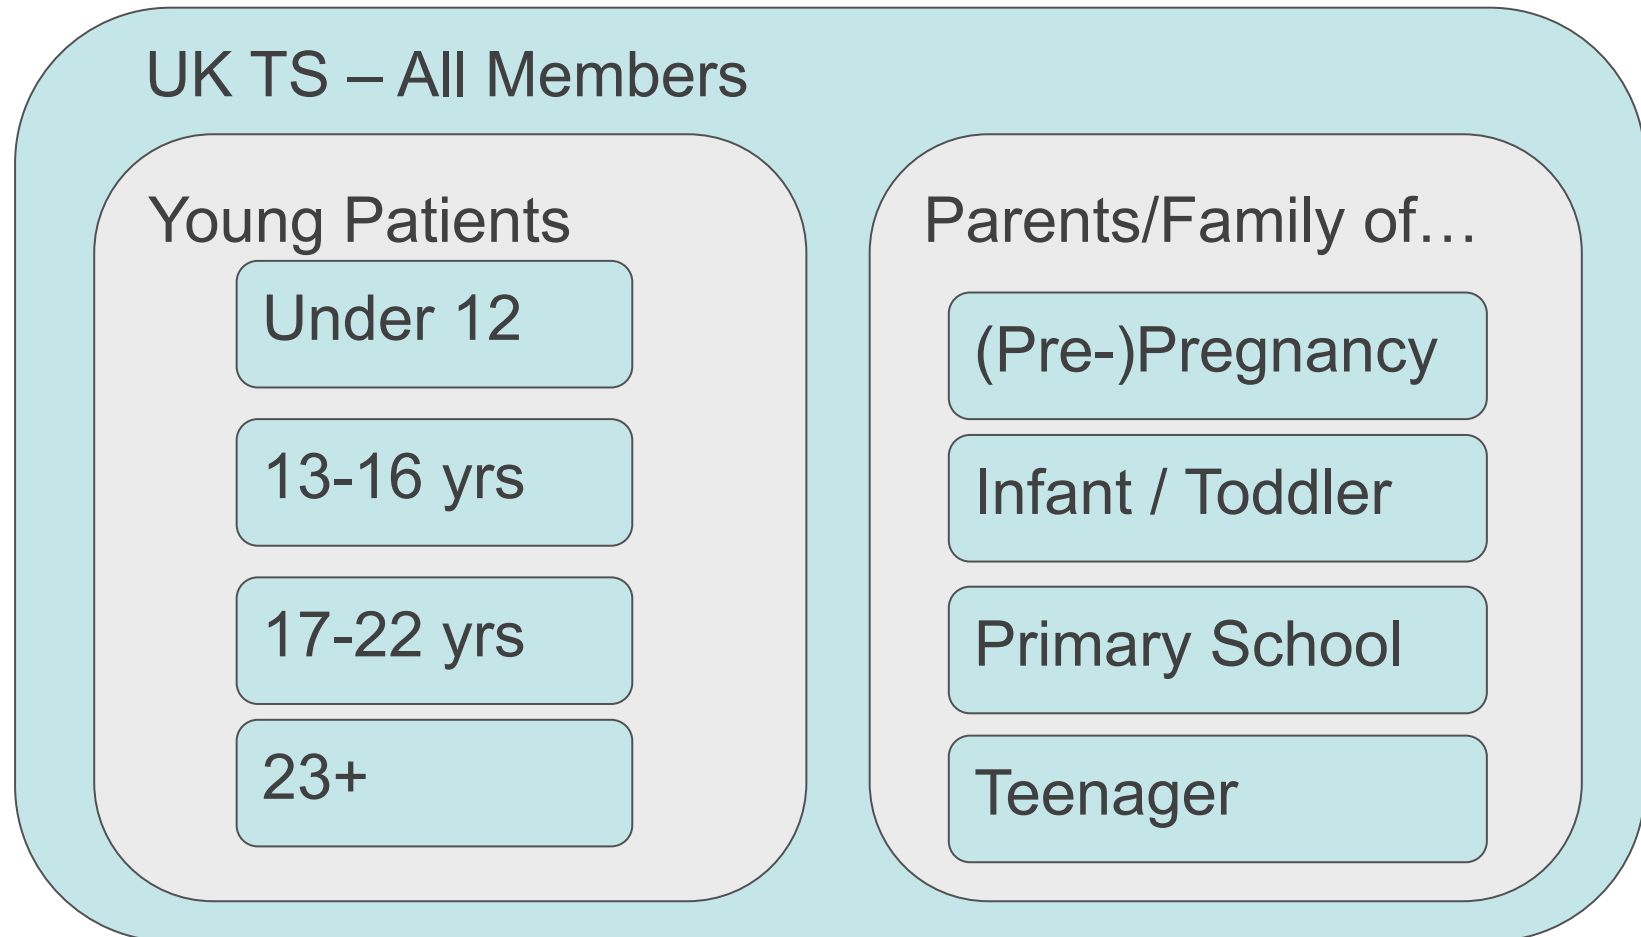 UK TS – All Members
Young Patients
Under 12
13-16 yrs
17-22 yrs
23+
Parents/Family of…
(Pre-)Pregnancy
Infant / Toddler
Primary School
Teenager